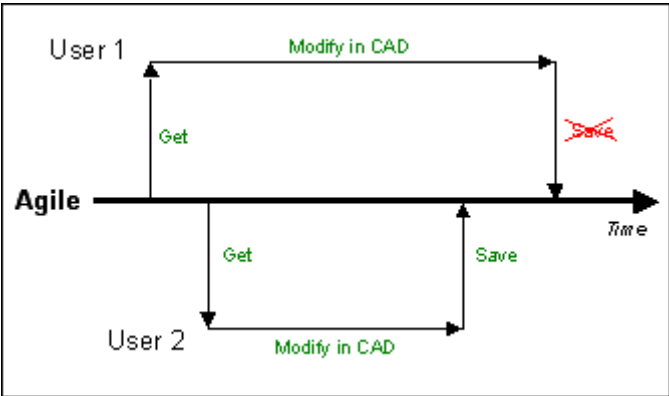 User 1
Modify in CAD
Get
Save
Agile
Time
Get
Save
User 2
Modify in CAD